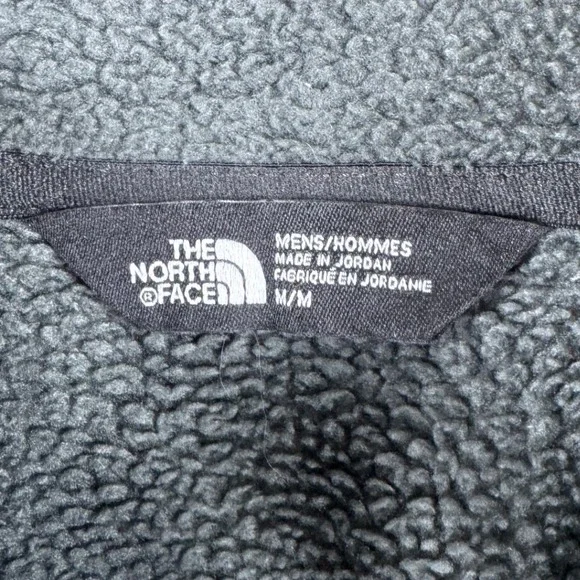 THE
NORTH
®FACE
MENS/HOMMES
MADE IN JORDAN
FABRIQUÉ EN JORDANIE
M/M